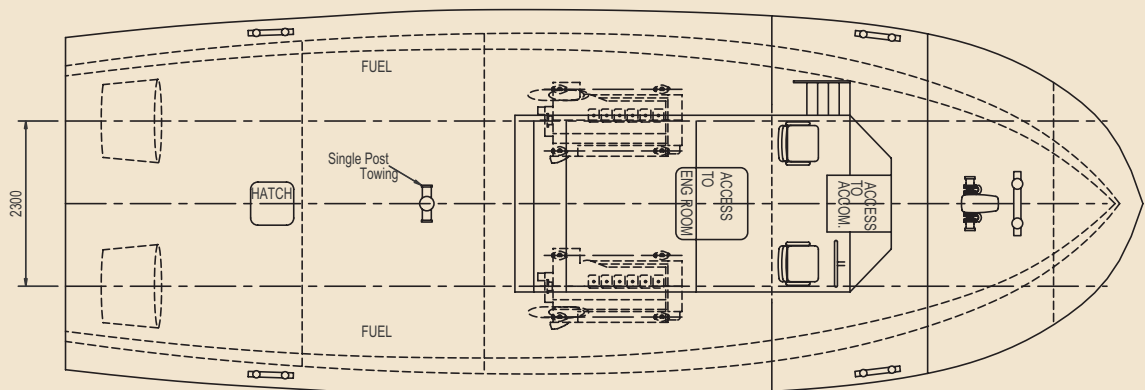 FUEL
Single Post
Towing
2300
HATCH
ACCESS
TO
ENG ROOM
ACCESS
TO
ACCOM.
FUEL